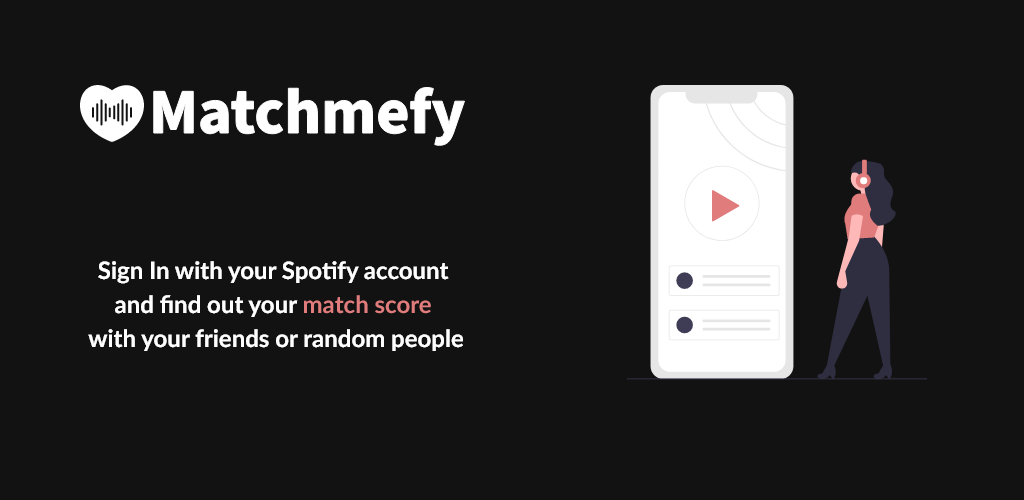 Matchmefy
Sign In with your Spotify account
and find out your match score
with your friends or random people